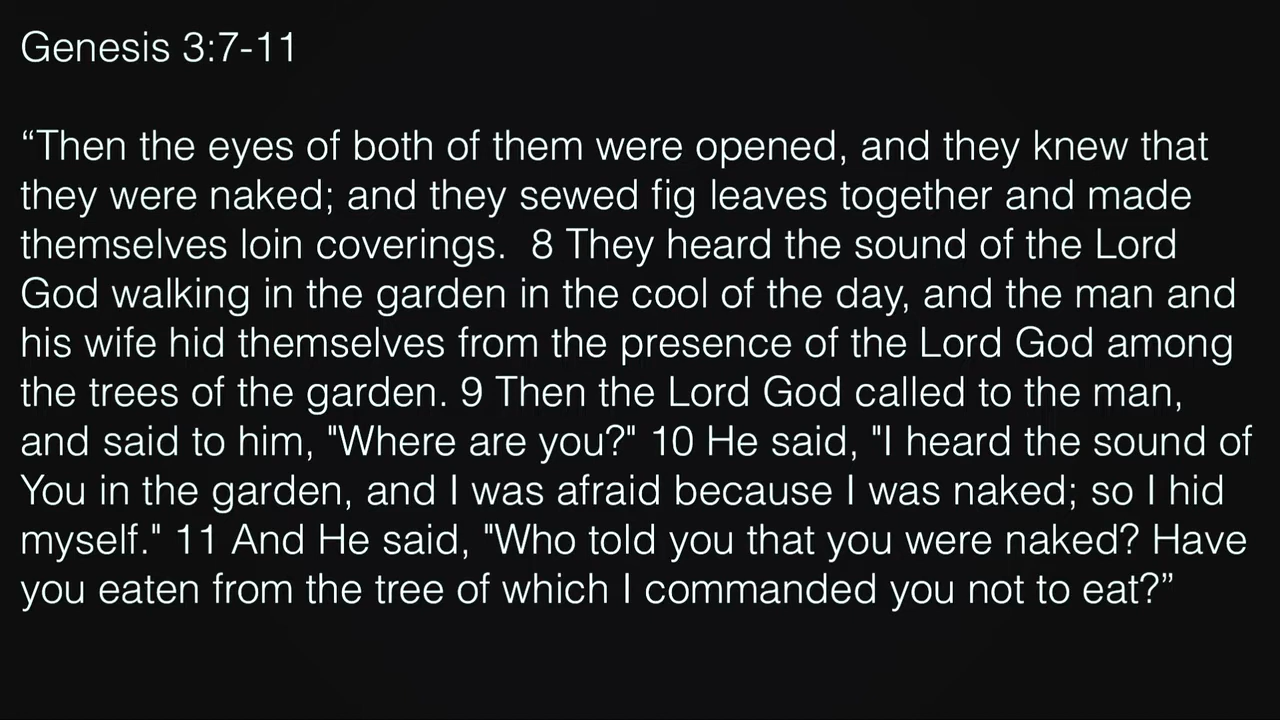 Genesis 3:7-11
“Then the eyes of both of them were opened, and they knew that
they were naked; and they sewed fig leaves together and made
themselves loin coverings.  8 They heard the sound of the Lord
God walking in the garden in the cool of the day, and the man and
his wife hid themselves from the presence of the Lord God among
the trees of the garden. 9 Then the Lord God called to the man,
and said to him, "Where are you?" 10 He said, "I heard the sound of
You in the garden, and I was afraid because I was naked; so I hid
myself." 11 And He said, "Who told you that you were naked? Have
you eaten from the tree of which I commanded you not to eat?”